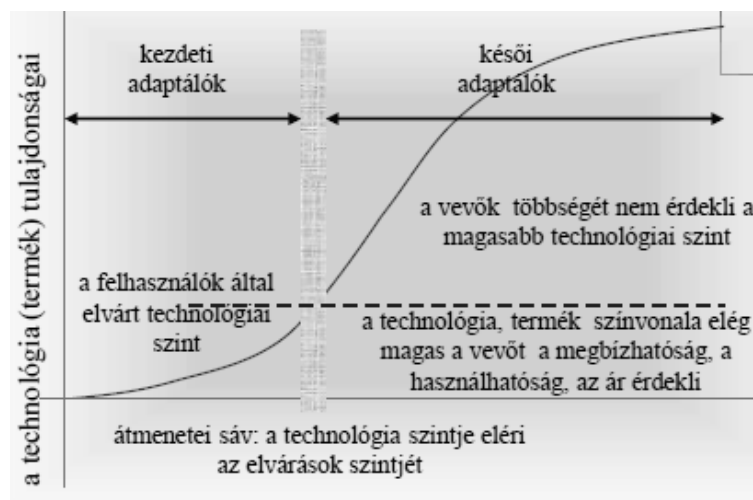 a technológia (termék) tulajdonságai
kezdeti
adaptálók
késői
adaptálók
a vevők többségét nem érdekli a
magasabb technológiai szint
a felhasználók által
elvárt technológiai
szint
a technológia, termék színvonala elég
magas a vevőt a megbízhatóság, a
használhatóság, az ár érdekli
átmeneti sáv: a technológia szintje eléri
az elvárások szintjét